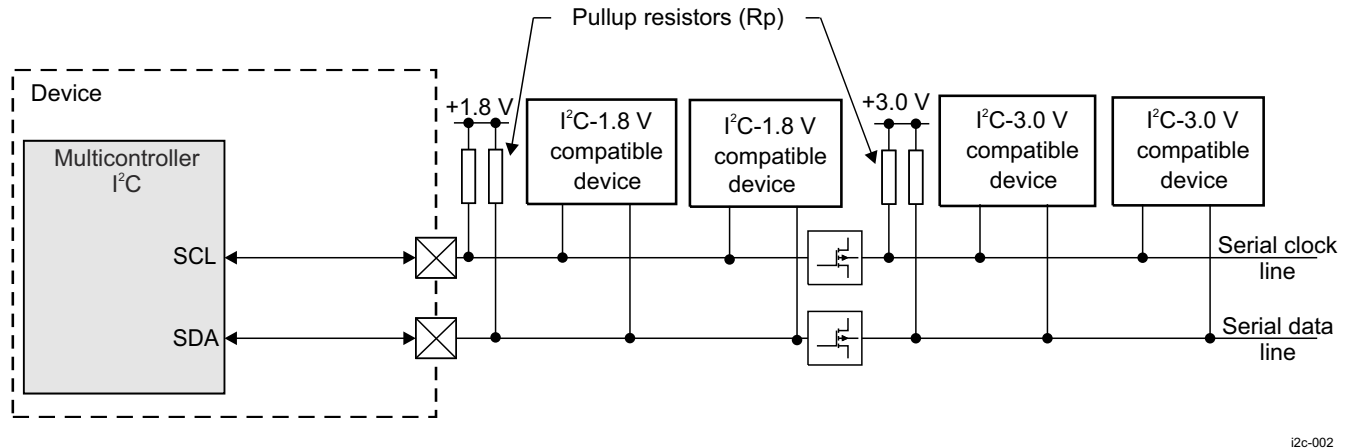 Pullup resistors (Rp)
Device
Multicontroller
I²C
SCL
SDA
+1.8 V
I²C-1.8 V
compatible
device
I²C-1.8 V
compatible
device
+3.0 V
I²C-3.0 V
compatible
device
I²C-3.0 V
compatible
device
Serial clock
line
Serial data
line
i2c-002